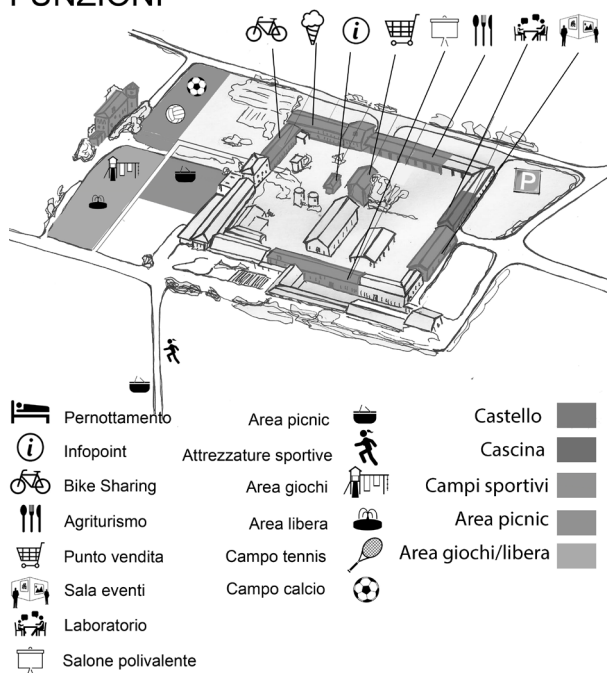 FUNZIONI
P
Pernottamento
Infopoint
Bike Sharing
Agriturismo
Punto vendita
Sala eventi
Laboratorio
Salone polivalente
Area picnic
Attrezzature sportive
Area giochi
Area libera
Campo tennis
Campo calcio
Castello
Cascina
Campi sportivi
Area picnic
Area giochi/libera